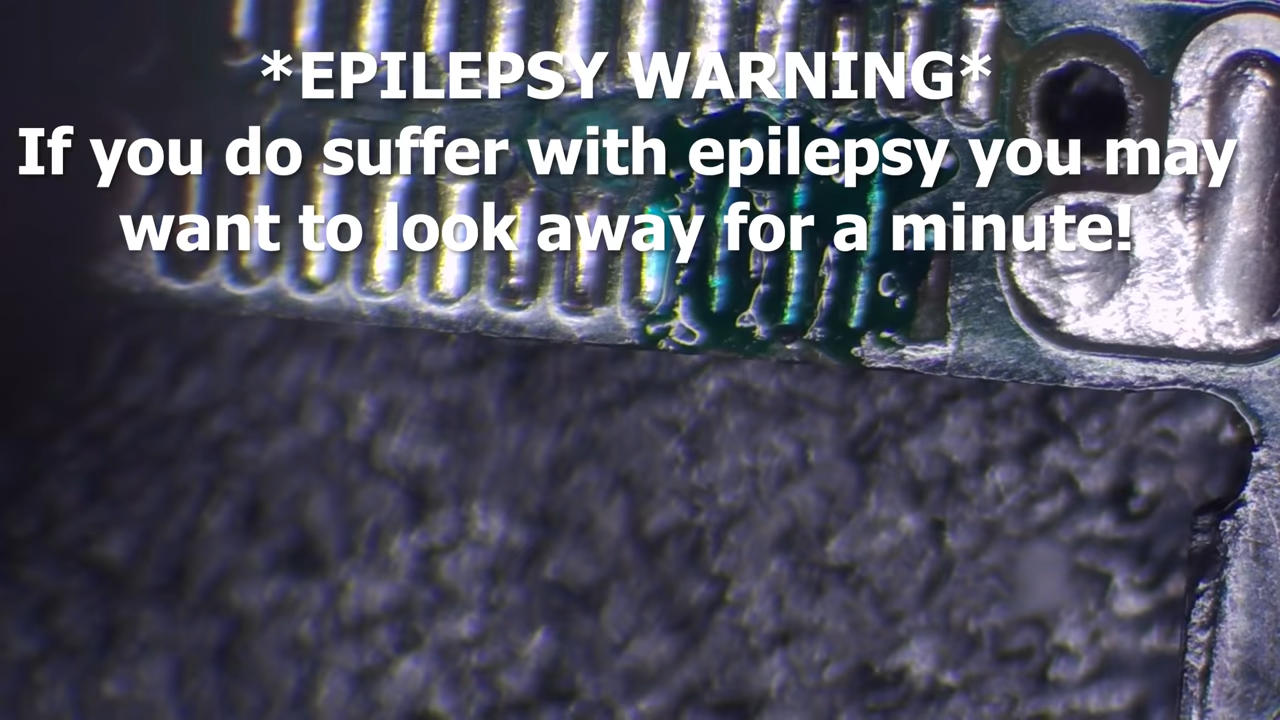 *EPILEPSY WARNING*
If you do suffer with epilepsy you may
want to look away for a minute!